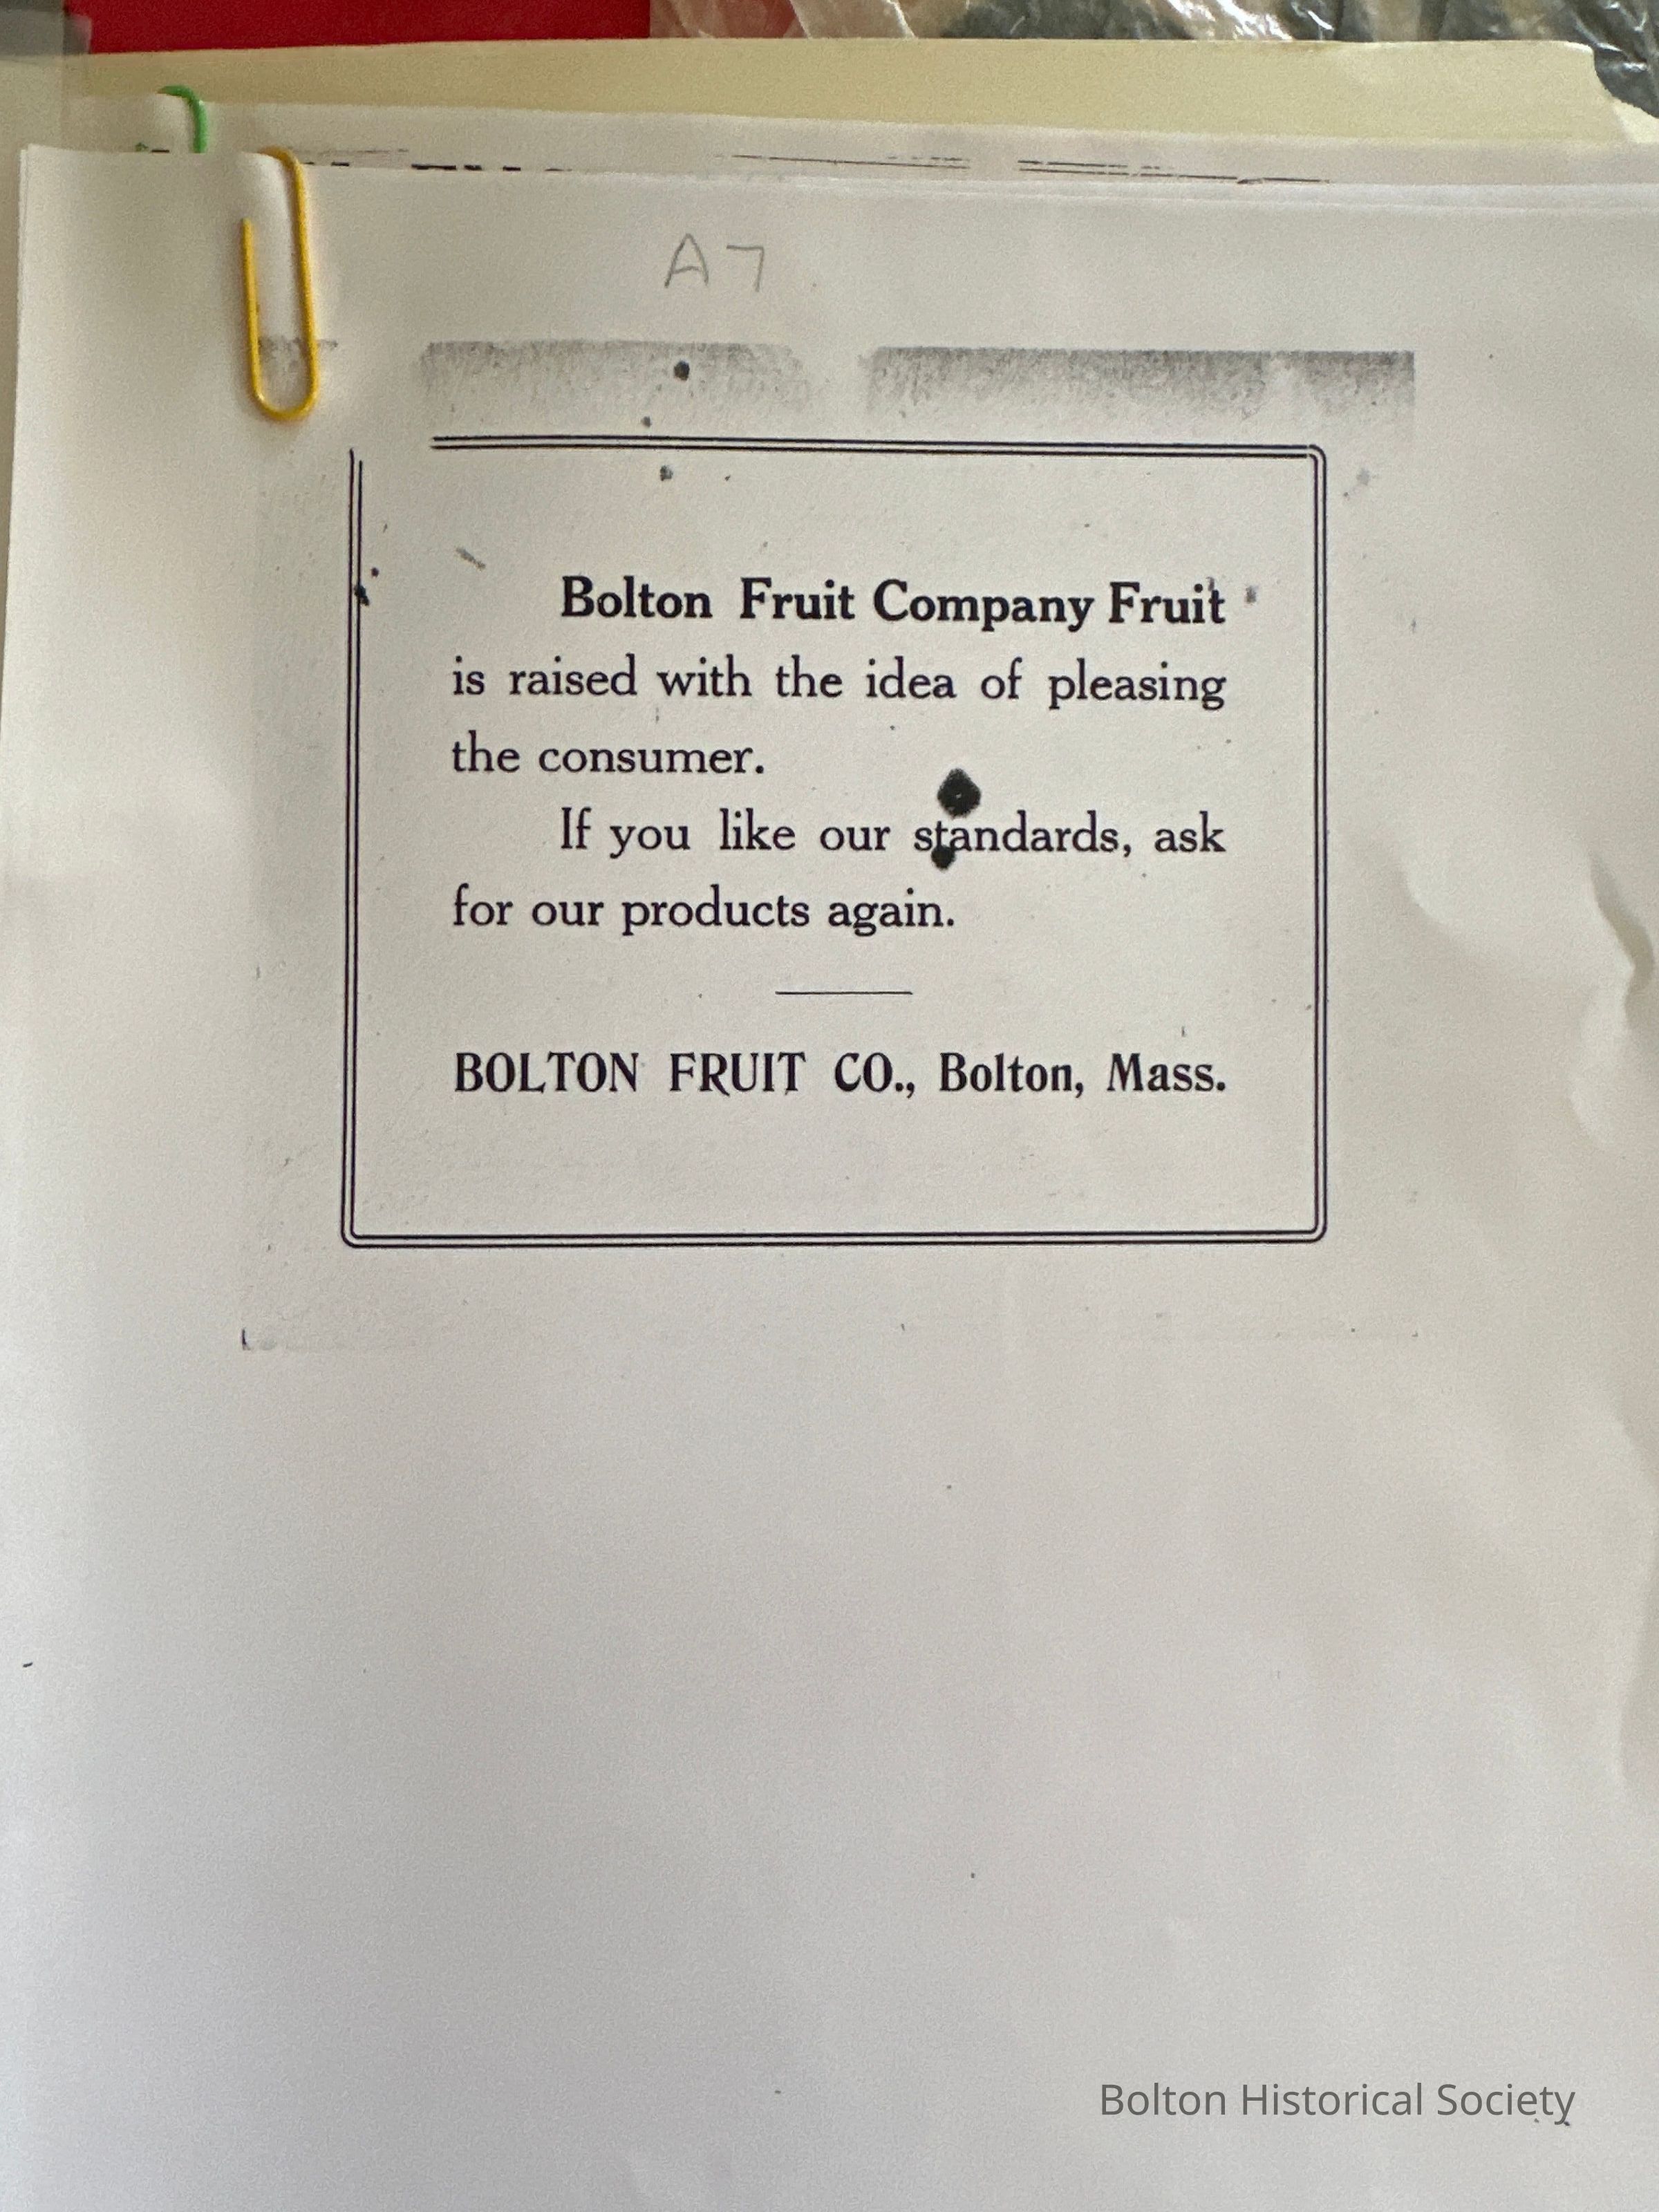 A7
Bolton Fruit Company Fruit
is raised with the idea of pleasing
the consumer.
If you like our standards, ask
for our products again.
BOLTON FRUIT CO., Bolton, Mass.
Bolton Historical Society